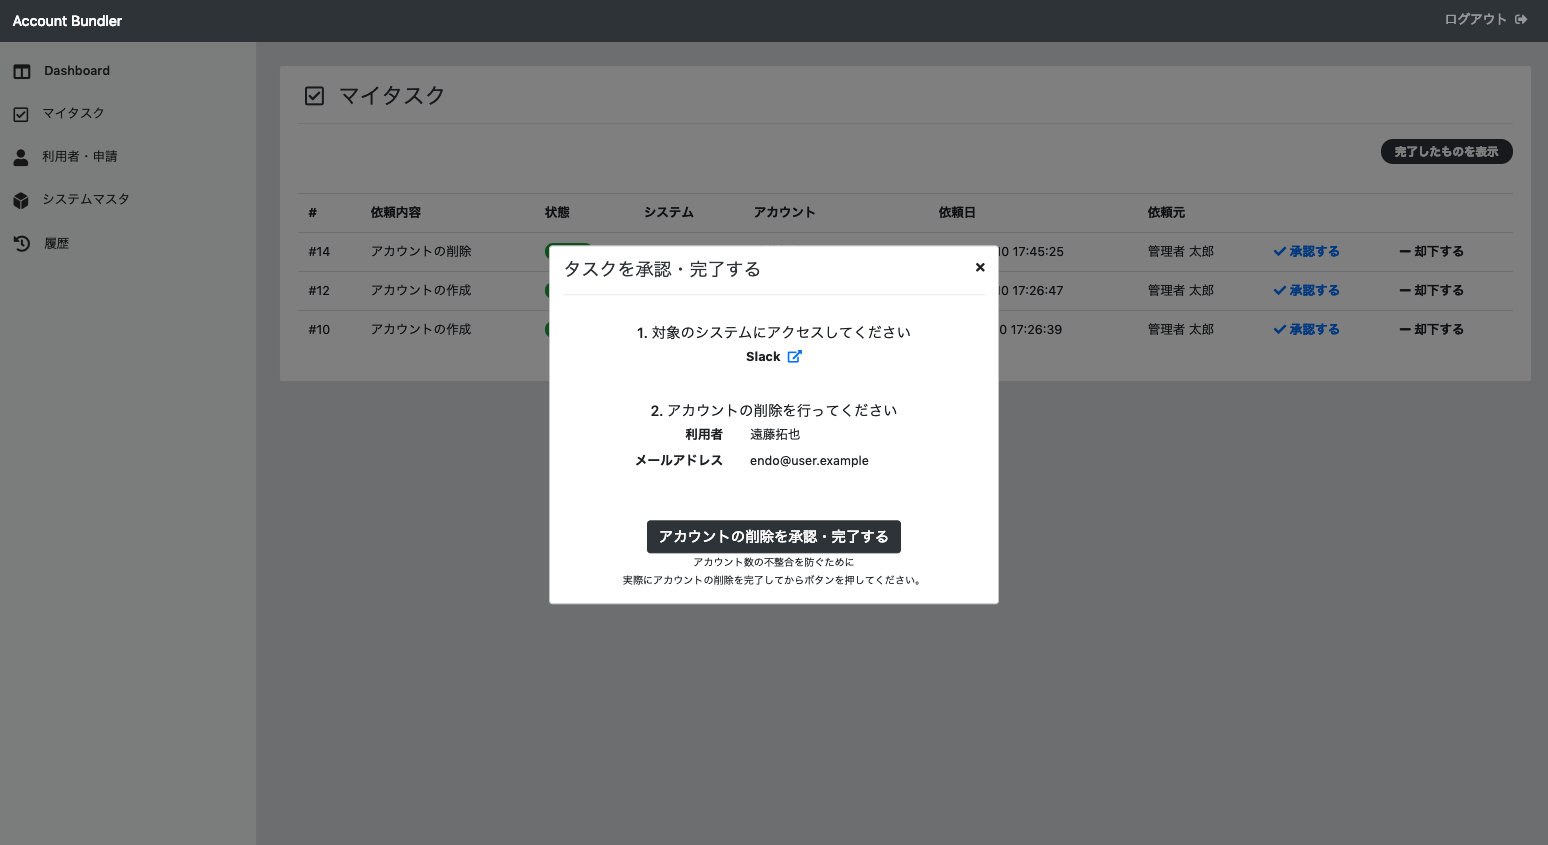 Account Bundler
ログアウト
Dashboard
マイタスク
利用者・申請
システムマスタ
履歴
マイタスク
完了したものを表示
# 依頼内容 状態 システム アカウント 依頼日 依頼元
#14 アカウントの削除 17:45:25 管理者 太郎 承認する 却下する
#12 アカウントの作成 17:26:47 管理者 太郎 承認する 却下する
#10 アカウントの作成 17:26:39 管理者 太郎 承認する 却下する
タスクを承認・完了する
1. 対象のシステムにアクセスしてください
Slack
2. アカウントの削除を行ってください
利用者 遠藤拓也
メールアドレス endo@user.example
アカウントの削除を承認・完了する
アカウント数の不整合を防ぐために
実際にアカウントの削除を完了してからボタンを押してください。